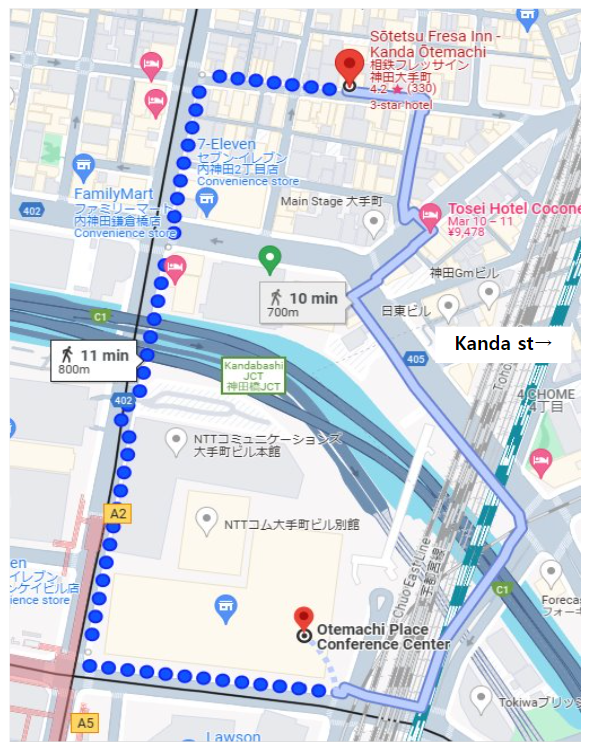 Sōtetsu Fresa Inn -
Kanda Ōtemachi
相鉄フレッサイン
神田大手町
4.2 ★ (330)
3-star hotel
7-Eleven
セブン-イレブン
内神田2丁目店
Convenience store
FamilyMart
ファミリーマート
内神田鎌倉橋店
Convenience store
402
Main Stage 大手町
Tosei Hotel Cocone
Mar 10 – 11
¥9,478
神田Gmビル
10 min
700m
日東ビル
C1
Kanda st→
11 min
800m
405
Kandabashi
JCT
神田橋JCT
402
4 CHOME
4丁目
NTTコミュニケーションズ
大手町ビル本館
A2
NTTコム大手町ビル別館
Chuo East Line
宇都宮線
C1
イレブン
ンケイビル店
ience store
Otemachi Place
Conference Center
Forecas
フォーキ
Tokiwaブリッジ
A5
Lawson